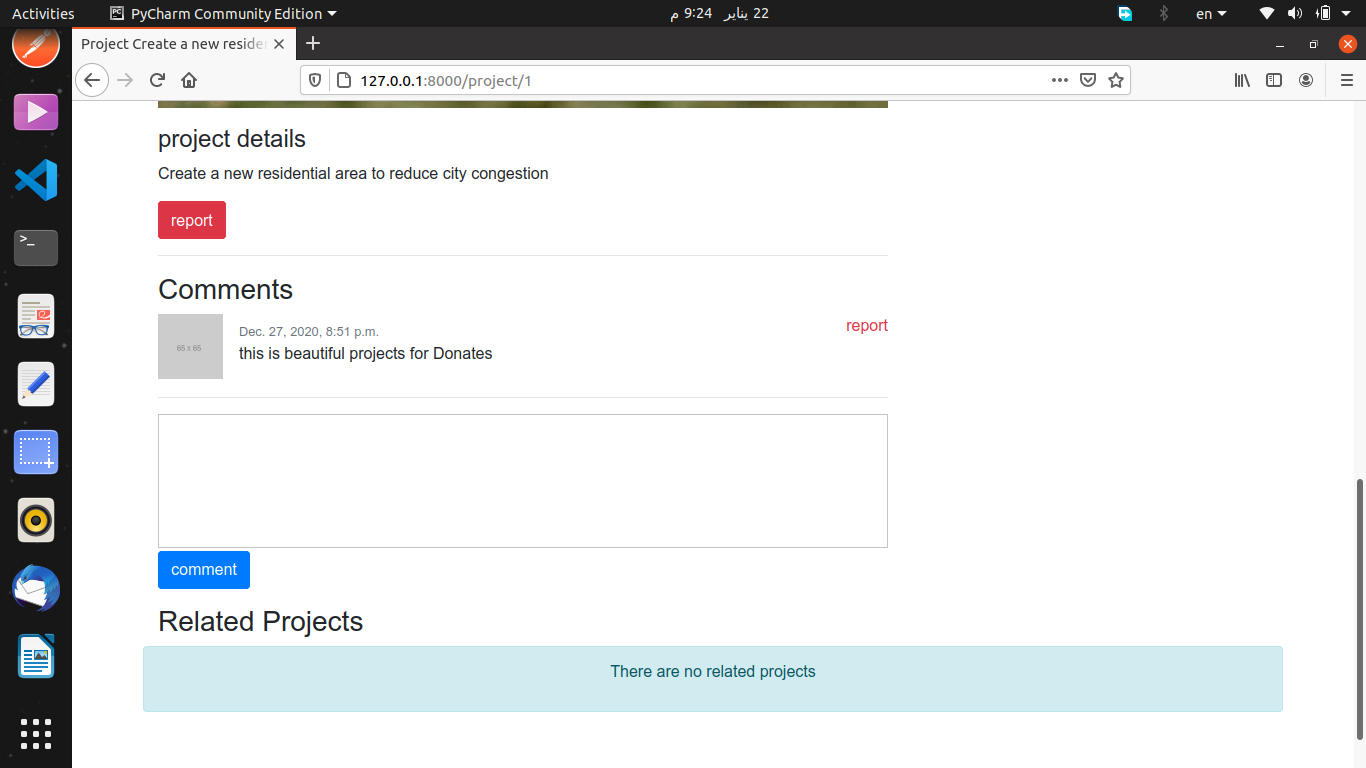 Activities
PyCharm Community Edition
22 يناير 9:24 م
en
Project Create a new reside
127.0.0.1:8000/project/1
project details
Create a new residential area to reduce city congestion
report
Comments
65 x 65
Dec. 27, 2020, 8:51 p.m.
report
this is beautiful projects for Donates
comment
Related Projects
There are no related projects